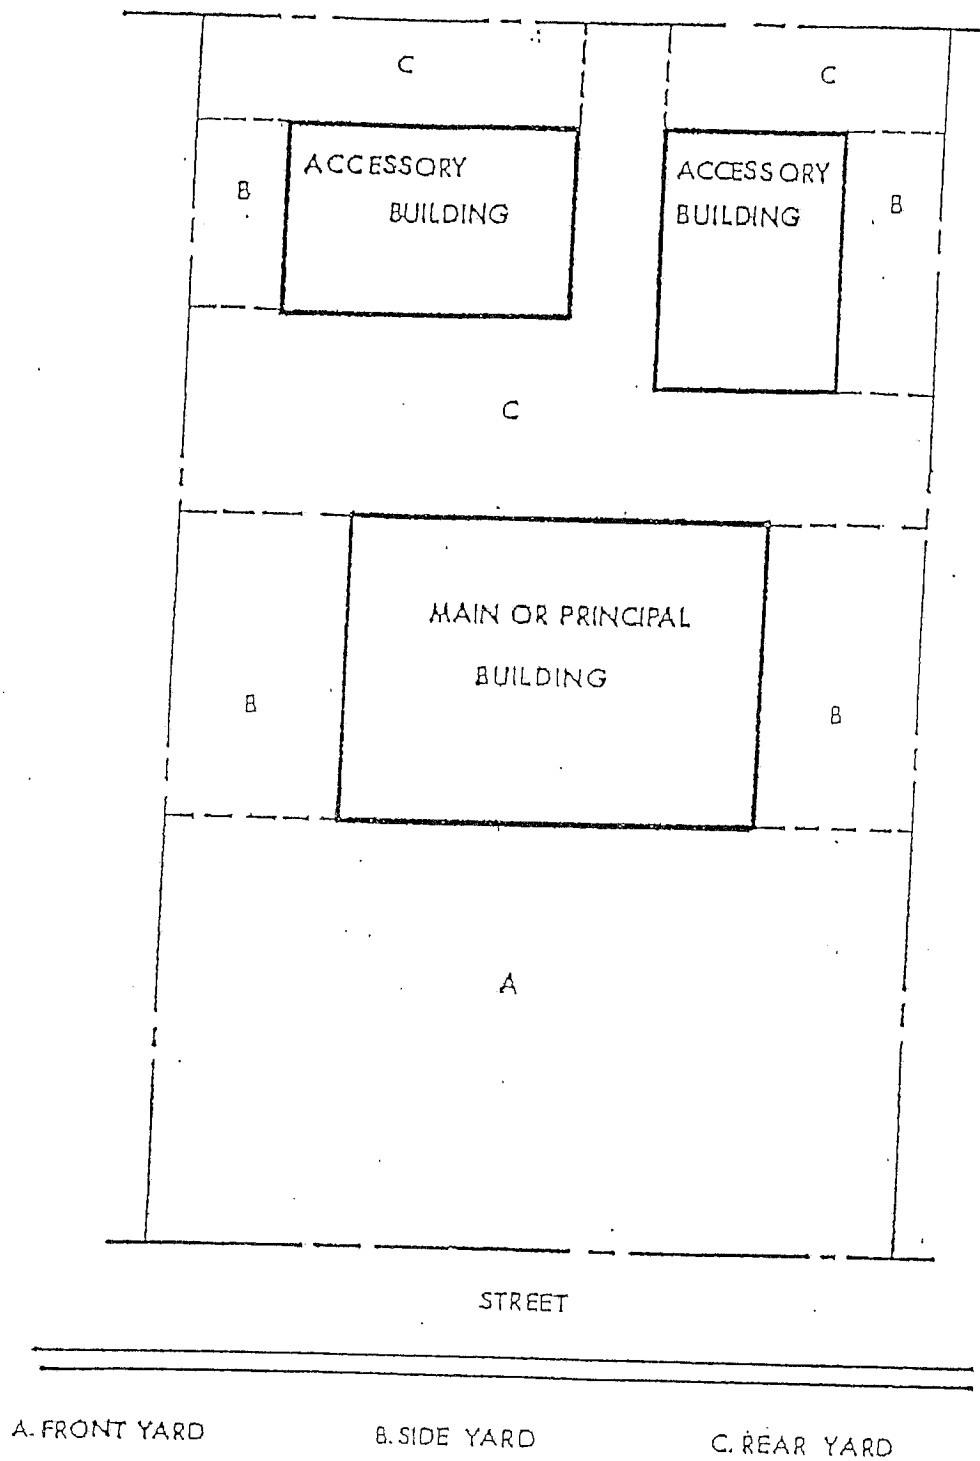 C
C
ACCESSORY
BUILDING
ACCESSORY
BUILDING
B
B
C
MAIN OR PRINCIPAL
BUILDING
B
B
A
STREET
A. FRONT YARD
B. SIDE YARD
C. REAR YARD